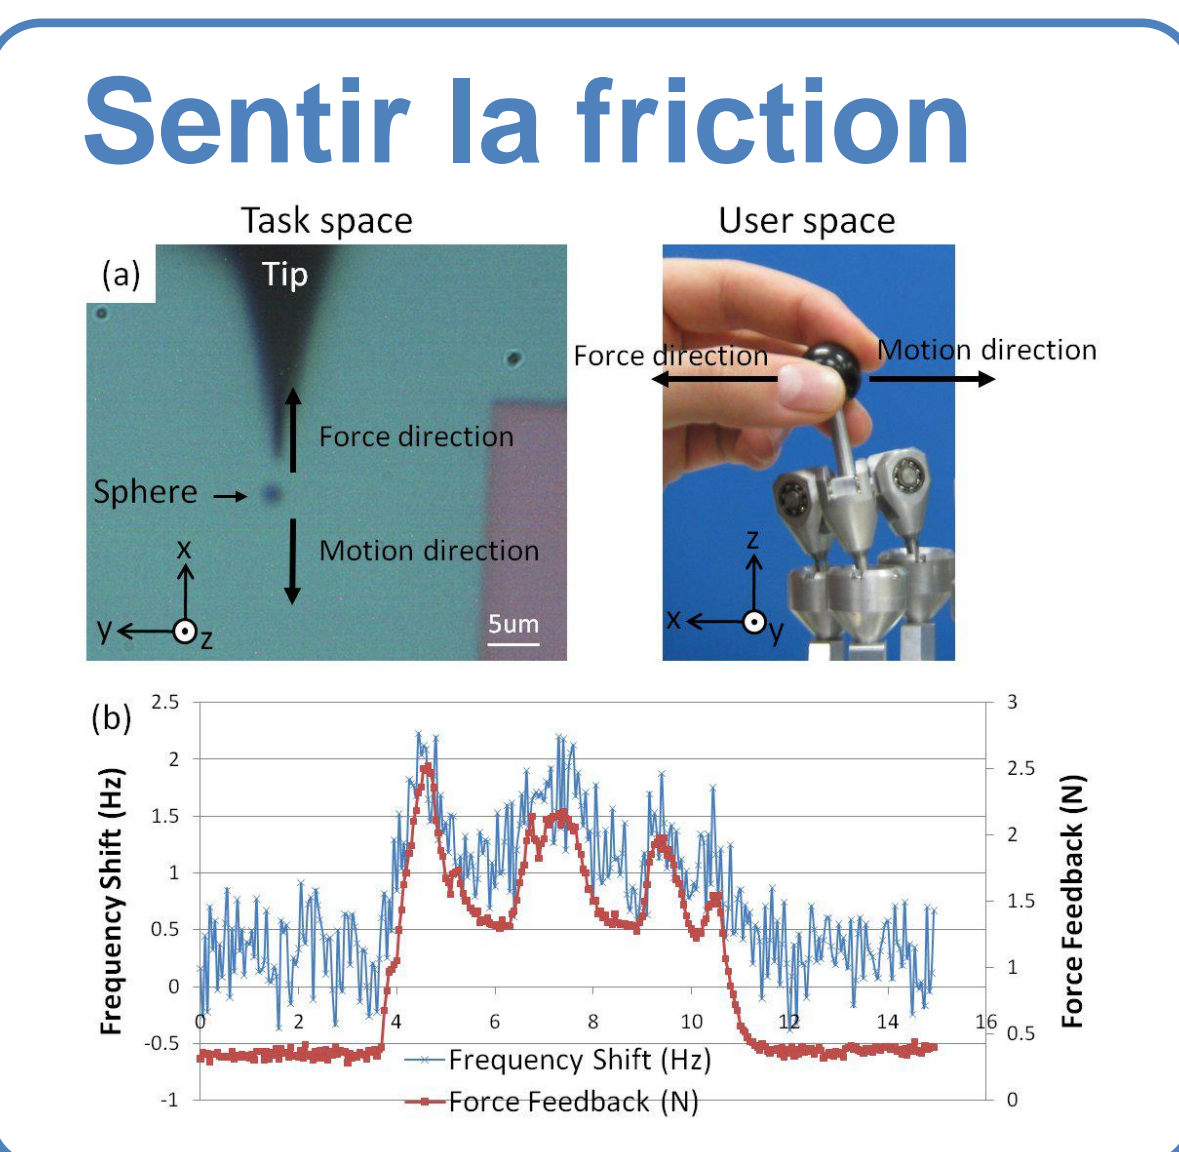 Sentir la friction
Task space
User space
(a)
Tip
Force direction
Sphere
Motion direction
x
y
z
5um
Force direction
Motion direction
z
x
y
(b)
Frequency Shift (Hz)
2.5
2
1.5
1
0.5
0
-0.5
-1
0 2 4 6 8 10 12 14 16
Frequency Shift (Hz)
Force Feedback (N)
3
2.5
2
1.5
1
0.5
0
Force Feedback (N)